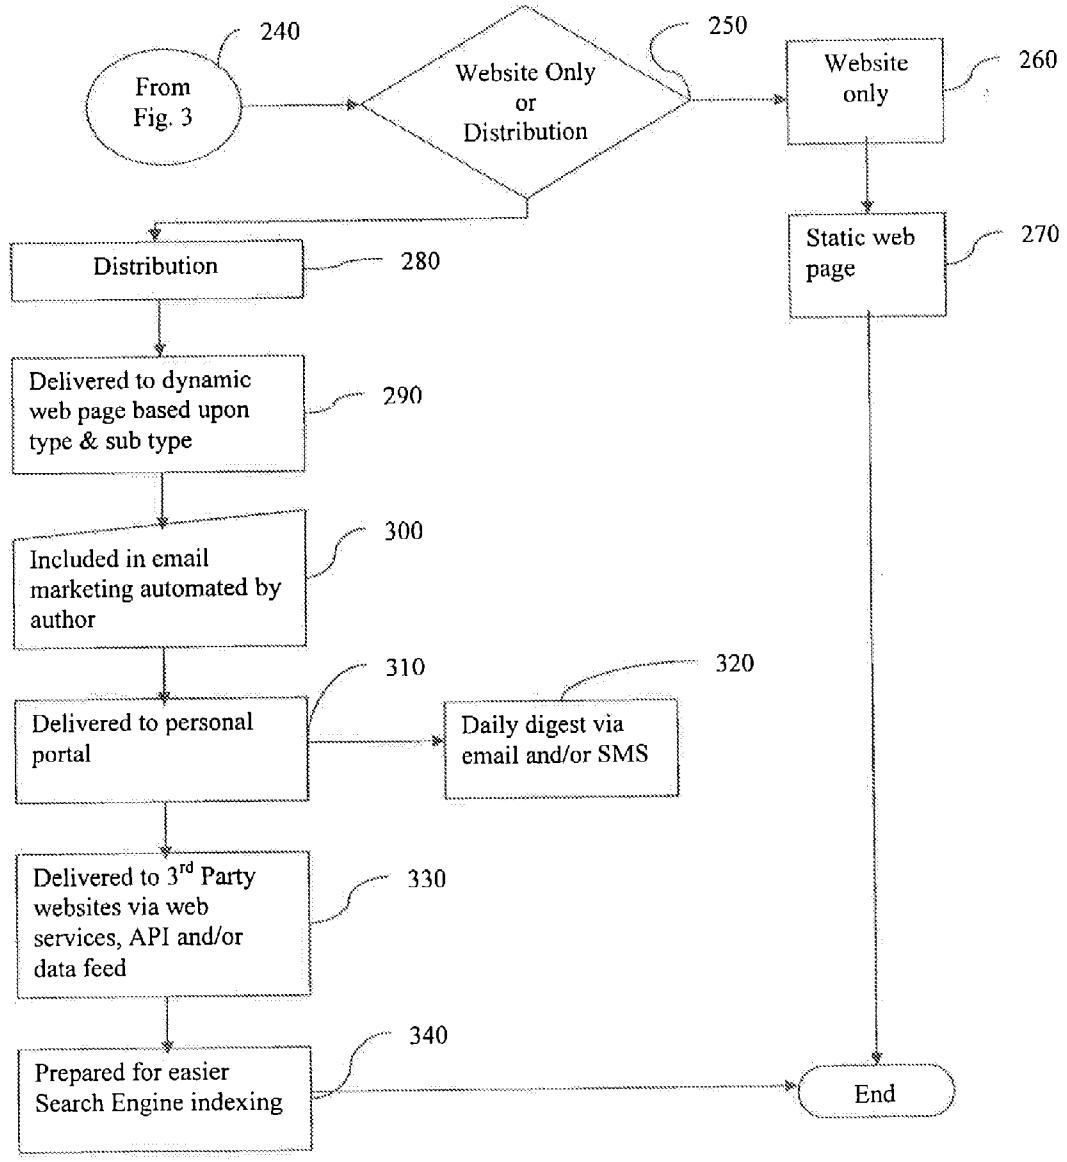 240
From
Fig. 3
Website Only
or
Distribution
250
Website
only
260
Static web
page
270
Distribution
280
Delivered to dynamic
web page based upon
type & sub type
290
Included in email
marketing automated by
author
300
Delivered to personal
portal
310
Daily digest via
email and/or SMS
320
Delivered to 3rd Party
websites via web
services, API and/or
data feed
330
Prepared for easier
Search Engine indexing
340
End